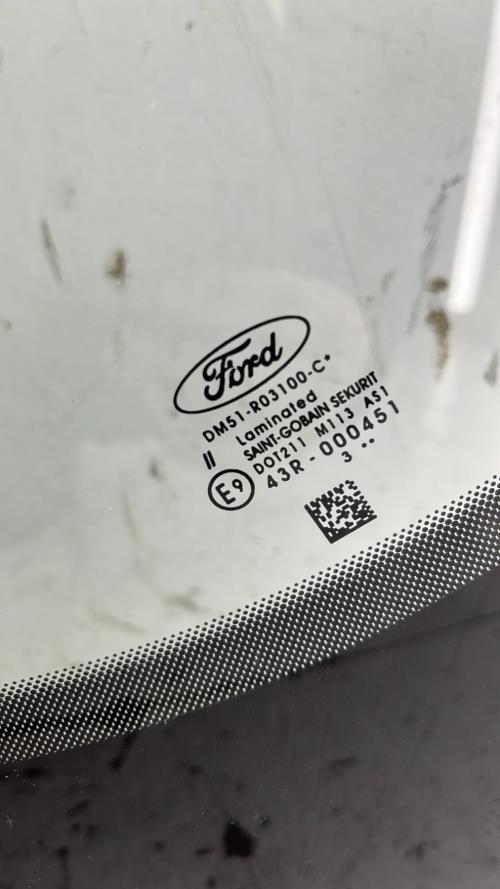 Ford
DM51-R03100-C*
II Laminated
SAINT-GOBAIN SEKURIT
DOT211 M113 AS1
E9 43R-000451
3 ••